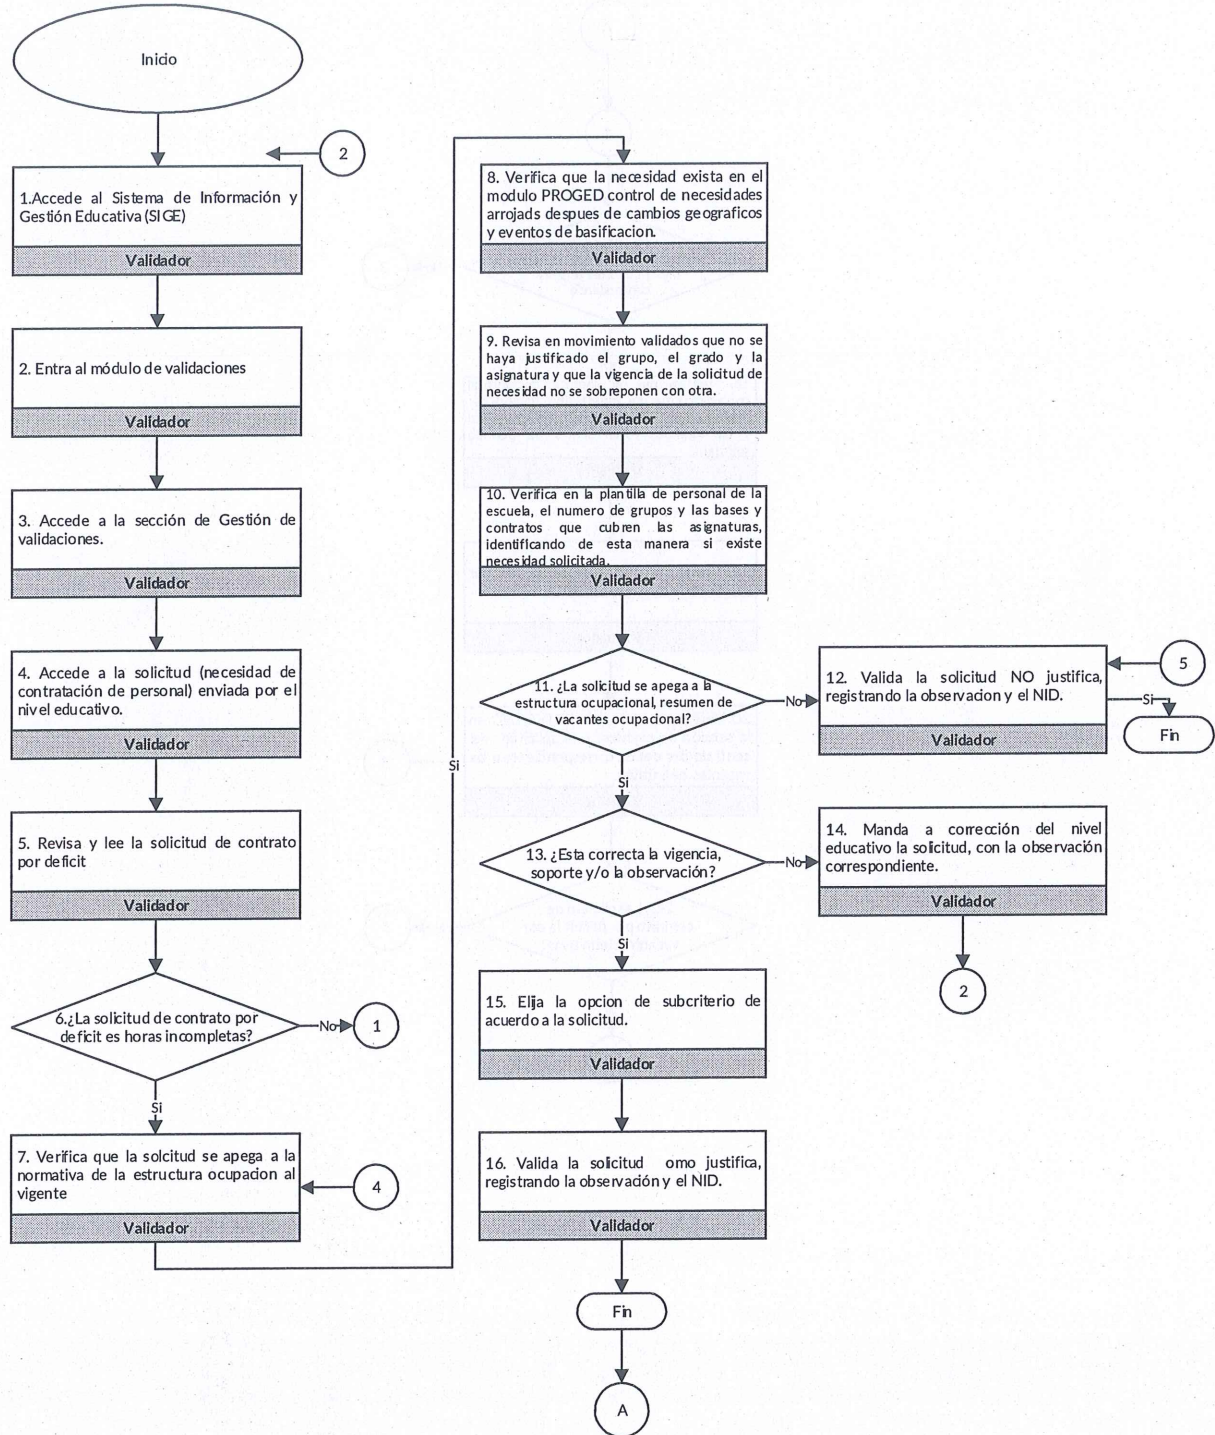 Inicio
2
1.Accede al Sistema de Información y
Gestión Educativa (SIGE)
Validador
2. Entra al módulo de validaciones
Validador
3. Accede a la sección de Gestión de
validaciones.
Validador
4. Accede a la solicitud (necesidad de
contratación de personal) enviada por el
nivel educativo.
Validador
5. Revisa y lee la solicitud de contrato
por deficit
Validador
6.¿La solicitud de contrato por
deficit es horas incompletas?
No
1
Si
7. Verifica que la solcitud se apega a la
normativa de la estructura ocupacion al
vigente
Validador
4
Si
8. Verifica que la necesidad exista en el
modulo PROGED control de necesidades
arrojads despues de cambios geograficos
y eventos de basificacion.
Validador
9. Revisa en movimiento validados que no se
haya justificado el grupo, el grado y la
asignatura y que la vigencia de la solicitud de
necesidad no se sobreponen con otra.
Validador
10. Verifica en la plantilla de personal de la
escuela, el numero de grupos y las bases y
contratos que cubren las asignaturas,
identificando de esta manera si existe
necesidad solicitada.
Validador
11. ¿La solicitud se apega a la
estructura ocupacional, resumen de
vacantes ocupacional?
No
12. Valida la solicitud NO justifica,
registrando la observacion y el NID.
Validador
5
Si
Fin
Si
13. ¿Esta correcta la vigencia,
soporte y/o la observación?
No
14. Manda a corrección del nivel
educativo la solicitud, con la observación
correspondiente.
Validador
2
Si
15. Elija la opcion de subcriterio de
acuerdo a la solicitud.
Validador
16. Valida la solicitud omo justifica,
registrando la observación y el NID.
Validador
Fin
A